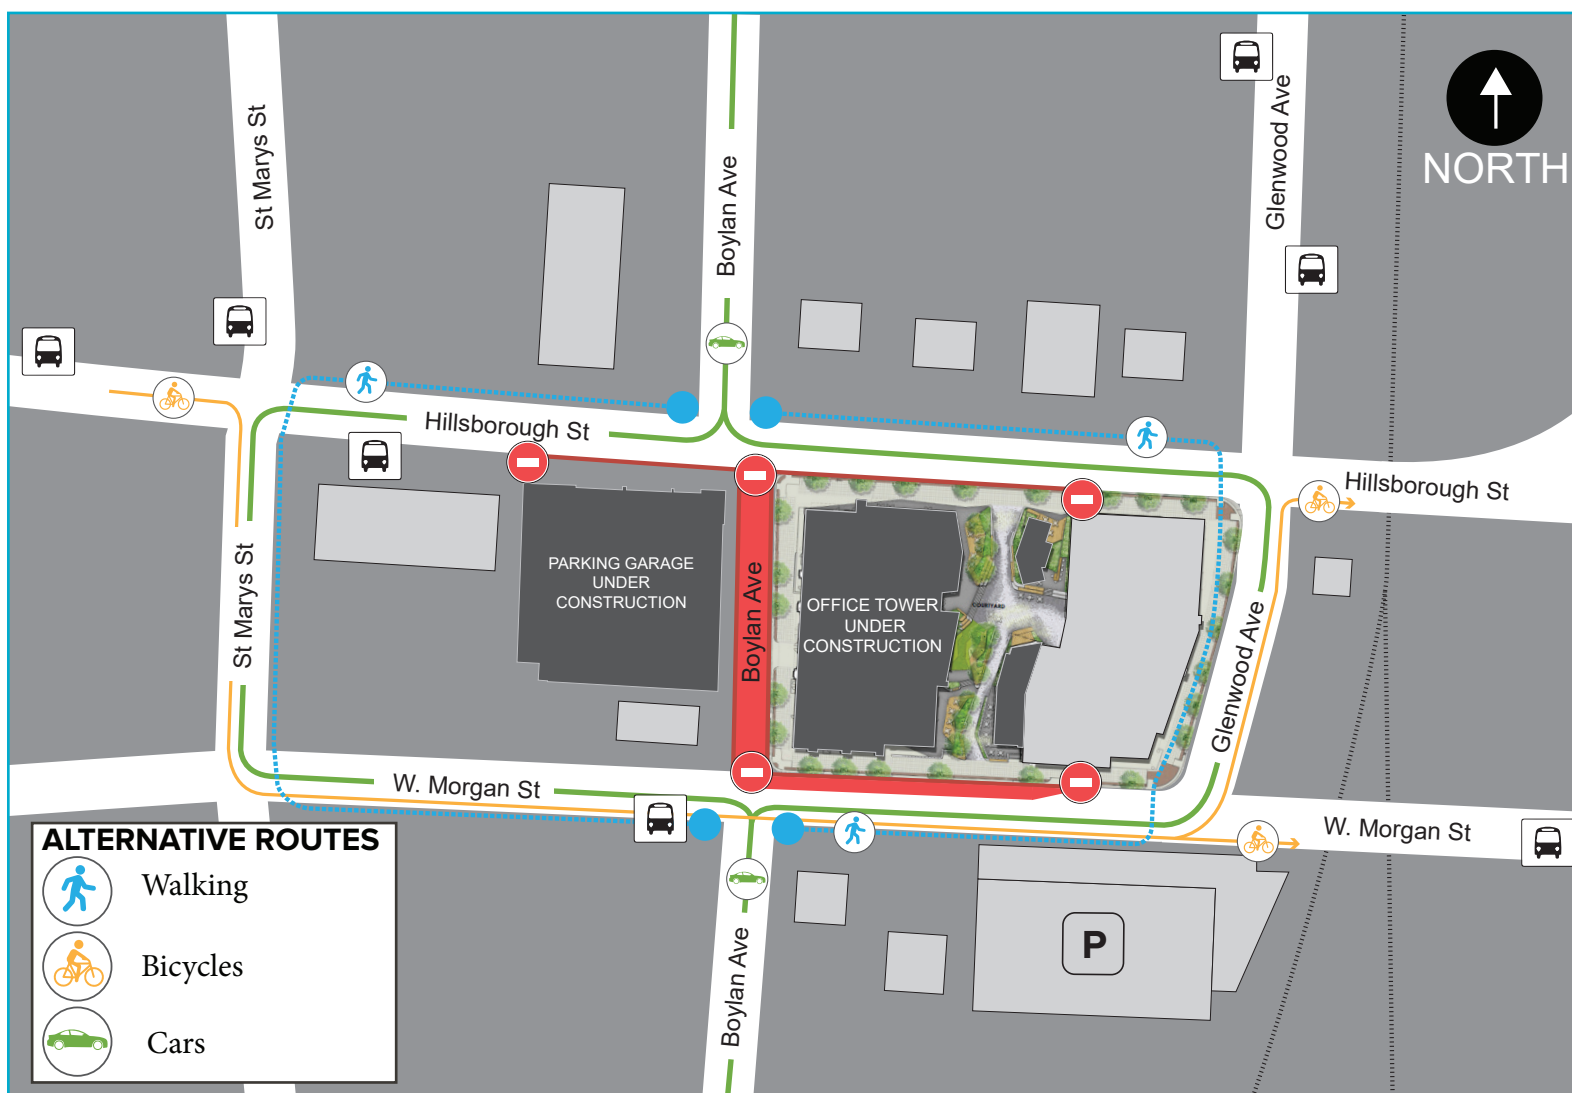 St Marys St
Boylan Ave
Glenwood Ave
NORTH
Hillsborough St
Hillsborough St
PARKING GARAGE
UNDER
CONSTRUCTION
Boylan Ave
OFFICE TOWER
UNDER
CONSTRUCTION
COURTYARD
St Marys St
Glenwood Ave
W. Morgan St
W. Morgan St
ALTERNATIVE ROUTES
Walking
Bicycles
Cars
Boylan Ave
P